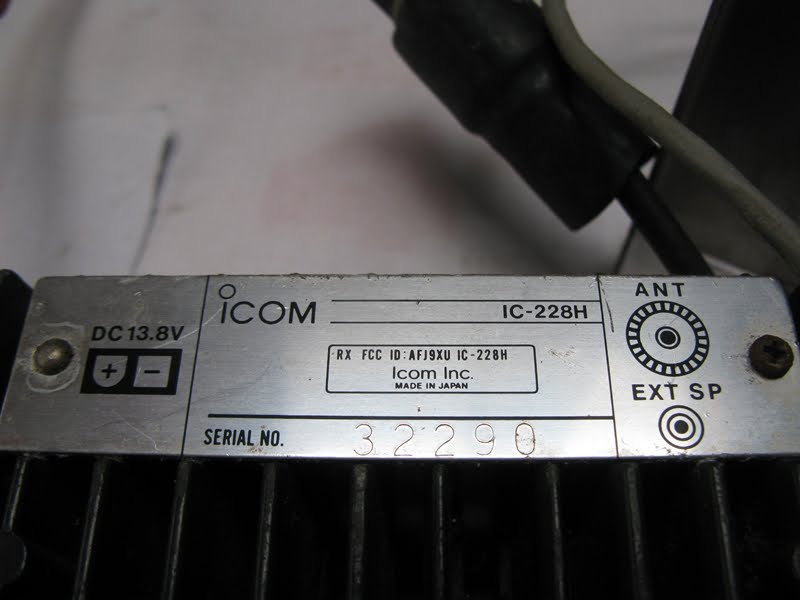 DC 13.8V
+ −
iCOM
IC-228H
RX FCC ID: AFJ9XU IC-228H
Icom Inc.
MADE IN JAPAN
SERIAL NO. 32290
ANT
EXT SP